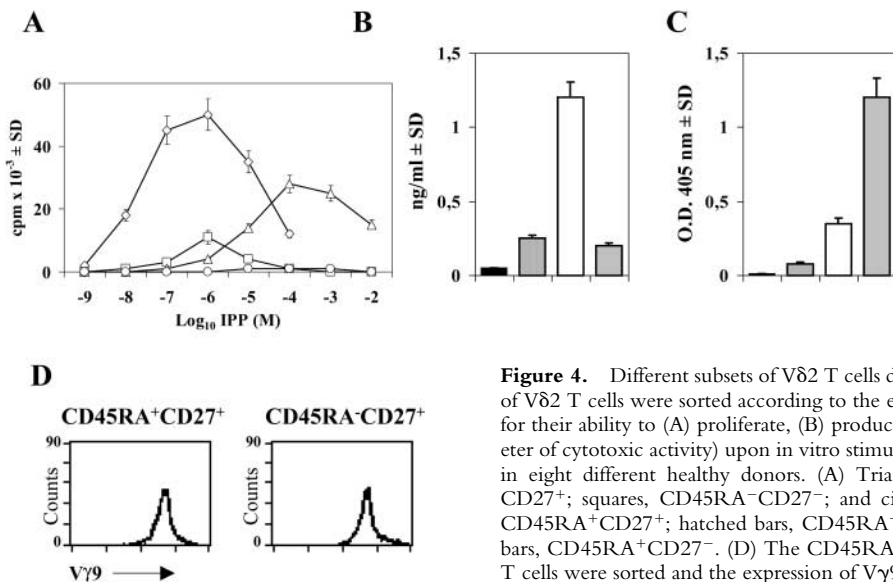 A
B
C
60
40
20
0
cpm x 10⁻³ ± SD
-9 -8 -7 -6 -5 -4 -3 -2
Log₁₀ IPP (M)
1,5
1
0,5
0
ng/ml ± SD
1,5
1
0,5
0
O.D. 405 nm ± SD
D
CD45RA⁺CD27⁺
CD45RA⁻CD27⁺
90
0
Counts
90
0
Counts
Vγ9
Figure 4. Different subsets of Vδ2 T cells d
of Vδ2 T cells were sorted according to the e
for their ability to (A) proliferate, (B) produc
eter of cytotoxic activity) upon in vitro stimu
in eight different healthy donors. (A) Tria
CD27⁺; squares, CD45RA⁻CD27⁻; and ci
CD45RA⁺CD27⁺; hatched bars, CD45RA⁻
bars, CD45RA⁺CD27⁻. (D) The CD45RA
T cells were sorted and the expression of Vγ9